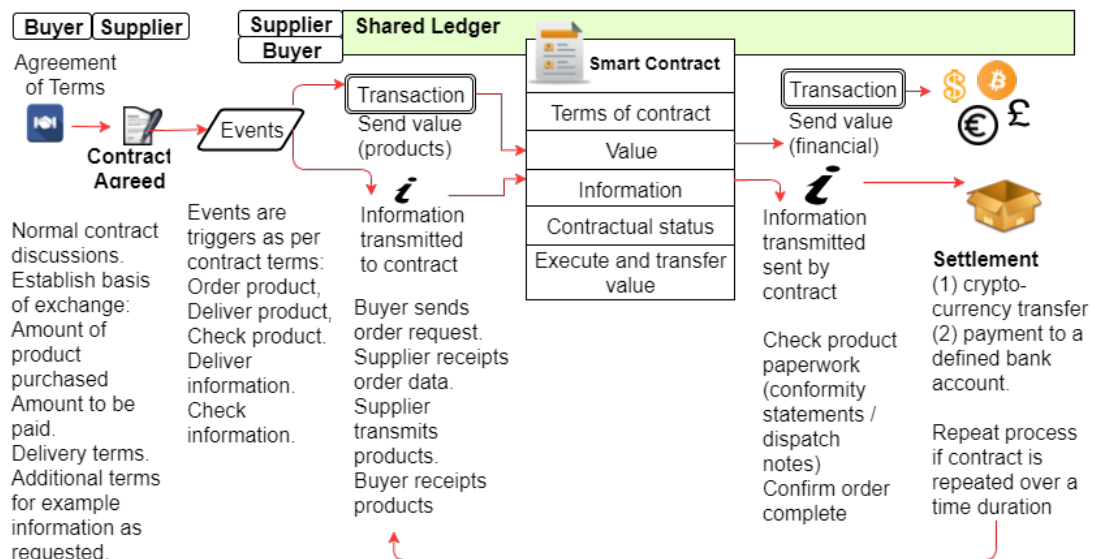 Buyer Supplier
Agreement
of Terms
Contract
Agreed
Normal contract
discussions.
Establish basis
of exchange:
Amount of
product
purchased
Amount to be
paid.
Delivery terms.
Additional terms
for example
information as
requested.
Events
Events are
triggers as per
contract terms:
Order product,
Deliver product,
Check product.
Deliver
information.
Check
information.
Supplier
Buyer
Shared Ledger
Transaction
Send value
(products)
i
Information
transmitted
to contract
Buyer sends
order request.
Supplier receipts
order data.
Supplier
transmits
products.
Buyer receipts
products
Smart Contract
Terms of contract
Value
Information
Contractual status
Execute and transfer
value
Transaction
Send value
(financial)
i
Information
transmitted
sent by
contract
Check product
paperwork
(conformity
statements /
dispatch
notes)
Confirm order
complete
$ ₿
€ £
Settlement
(1) crypto-
currency transfer
(2) payment to a
defined bank
account.
Repeat process
if contract is
repeated over a
time duration